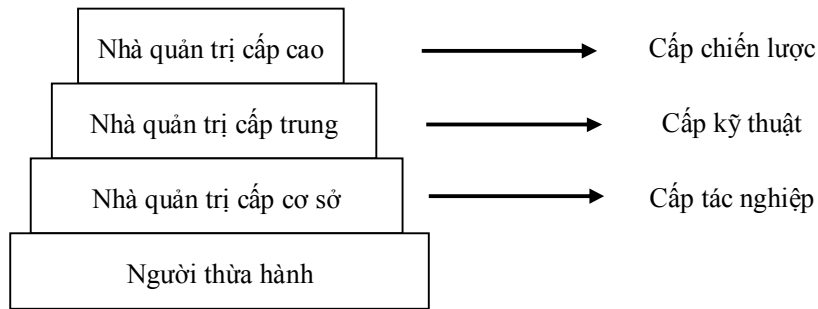 Nhà quản trị cấp cao
Cấp chiến lược
Nhà quản trị cấp trung
Cấp kỹ thuật
Nhà quản trị cấp cơ sở
Cấp tác nghiệp
Người thừa hành